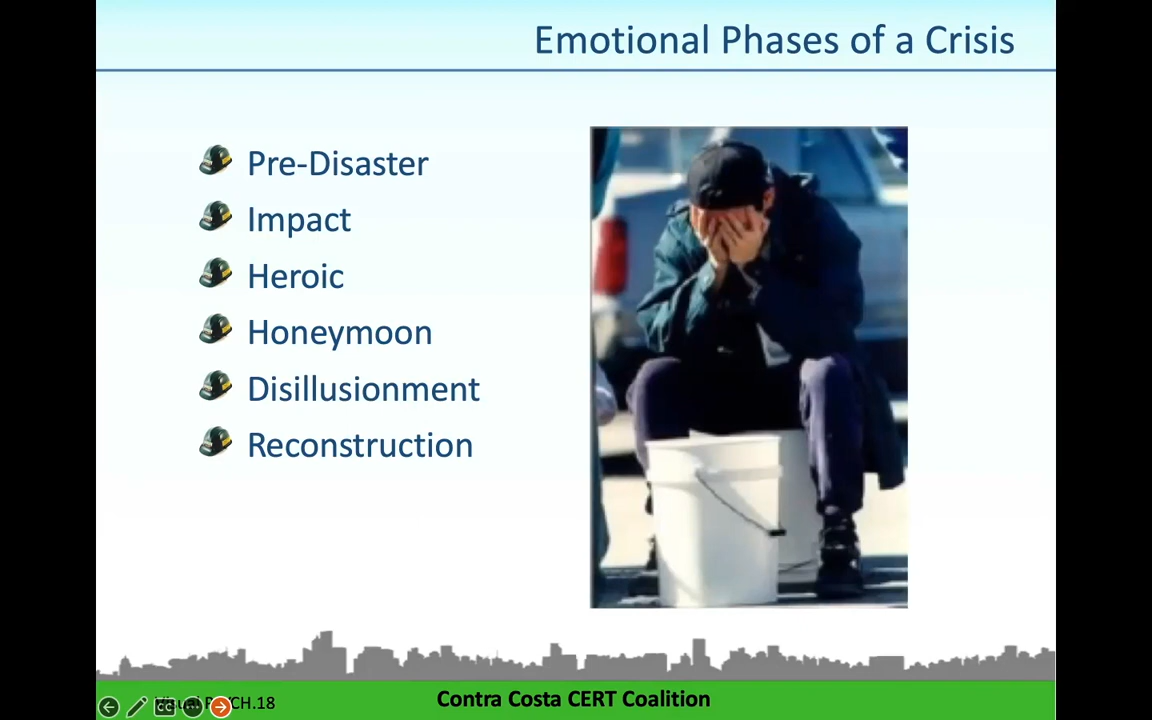 Emotional Phases of a Crisis
Pre-Disaster
Impact
Heroic
Honeymoon
Disillusionment
Reconstruction
CH.18
Contra Costa CERT Coalition